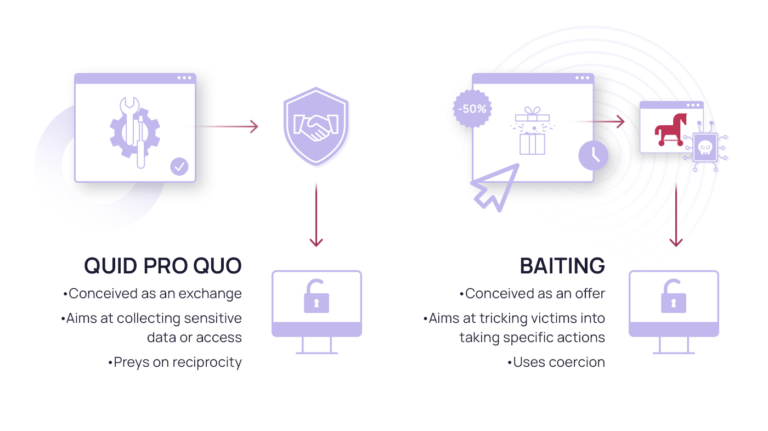 -50%
QUID PRO QUO
•Conceived as an exchange
•Aims at collecting sensitive
data or access
•Preys on reciprocity
BAITING
•Conceived as an offer
•Aims at tricking victims into
taking specific actions
•Uses coercion